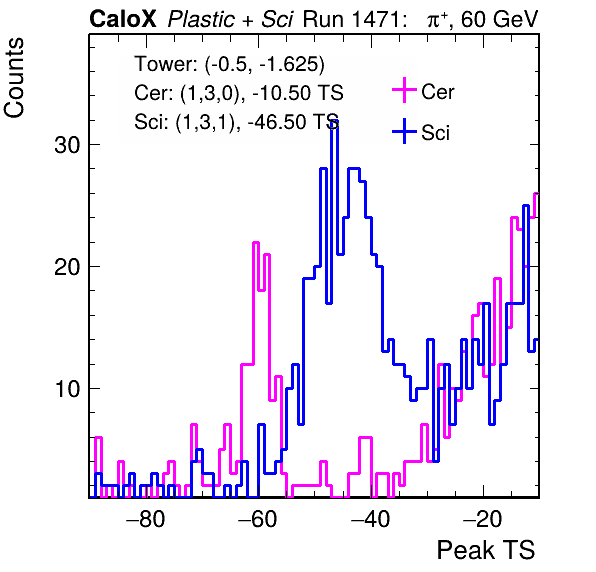 CaloX Plastic + Sci Run 1471: π⁺, 60 GeV
Counts
Tower: (-0.5, -1.625)
Cer: (1,3,0), -10.50 TS
Sci: (1,3,1), -46.50 TS
Cer
Sci
30
20
10
−80 −60 −40 −20
Peak TS